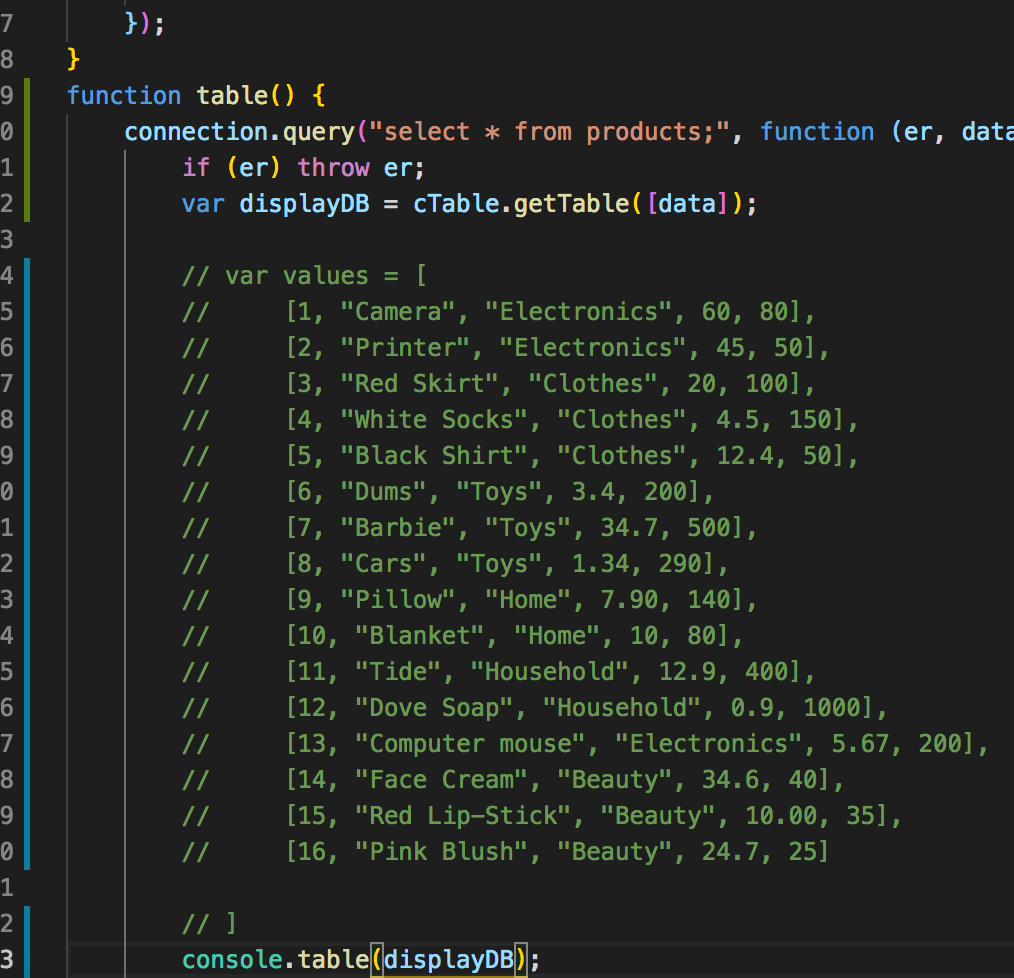 7 });
8 }
9 function table() {
0 connection.query("select * from products;", function (er, data
1 if (er) throw er;
2 var displayDB = cTable.getTable([data]);
3
4 // var values = [
5 // [1, "Camera", "Electronics", 60, 80],
6 // [2, "Printer", "Electronics", 45, 50],
7 // [3, "Red Skirt", "Clothes", 20, 100],
8 // [4, "White Socks", "Clothes", 4.5, 150],
9 // [5, "Black Shirt", "Clothes", 12.4, 50],
0 // [6, "Dums", "Toys", 3.4, 200],
1 // [7, "Barbie", "Toys", 34.7, 500],
2 // [8, "Cars", "Toys", 1.34, 290],
3 // [9, "Pillow", "Home", 7.90, 140],
4 // [10, "Blanket", "Home", 10, 80],
5 // [11, "Tide", "Household", 12.9, 400],
6 // [12, "Dove Soap", "Household", 0.9, 1000],
7 // [13, "Computer mouse", "Electronics", 5.67, 200],
8 // [14, "Face Cream", "Beauty", 34.6, 40],
9 // [15, "Red Lip-Stick", "Beauty", 10.00, 35],
0 // [16, "Pink Blush", "Beauty", 24.7, 25]
1
2 // ]
3 console.table(displayDB);